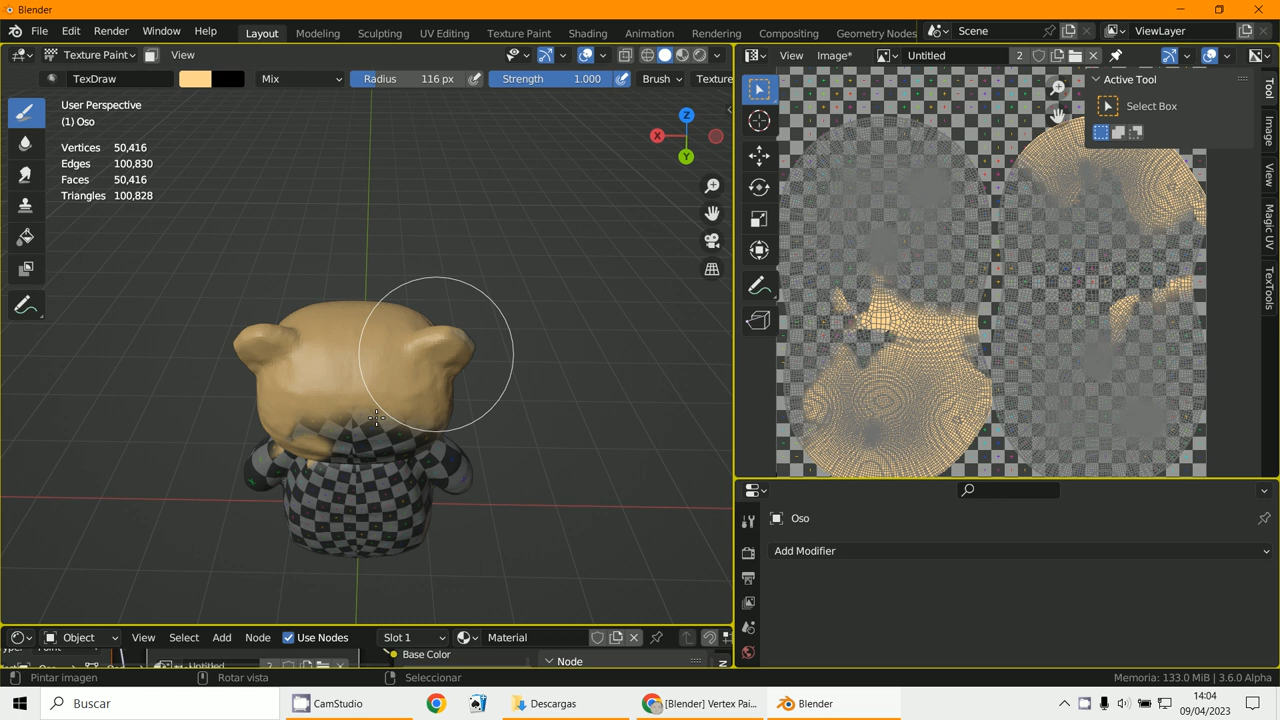 Blender
File Edit Render Window Help Layout Modeling Sculpting UV Editing Texture Paint Shading Animation Rendering Compositing Geometry Nodes Scene ViewLayer
Texture Paint View
View Image* Untitled 2
TexDraw Mix Radius 116 px Strength 1.000 Brush Texture
User Perspective
(1) Oso
Vertices 50,416
Edges 100,830
Faces 50,416
Triangles 100,828
X
Z
Y
Active Tool
Select Box
Tool
Image
View
Magic UV
TexTools
Oso
Add Modifier
Object View Select Add Node Use Nodes Slot 1 Material
Untitled 2
Base Color
Node
Pintar imagen Rotar vista Seleccionar Memoria: 133.0 MiB | 3.6.0 Alpha
Buscar CamStudio Descargas [Blender] Vertex Pai... Blender
14:04
09/04/2023